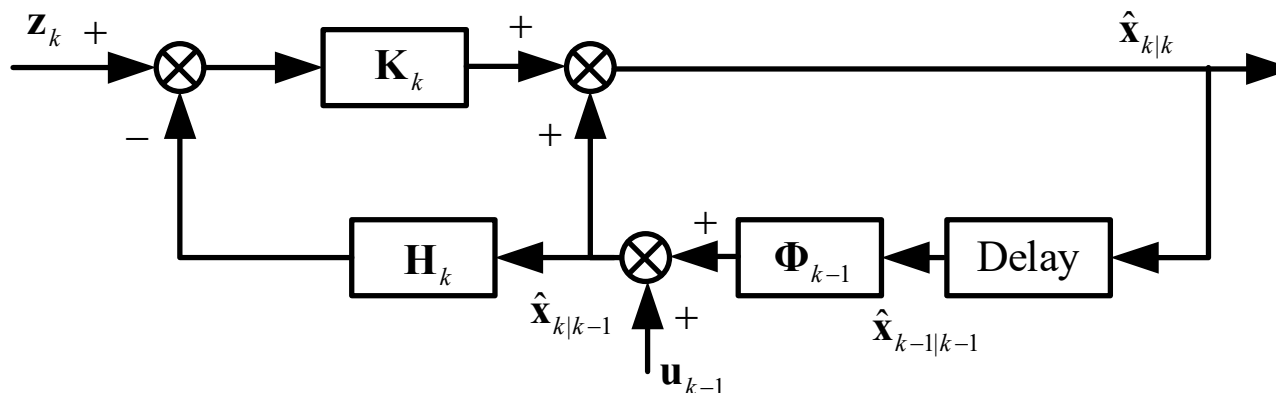 z_k + + x̂_{k|k}
K_k
− +
H_k + Φ_{k−1} Delay
x̂_{k|k−1} + x̂_{k−1|k−1}
u_{k−1}